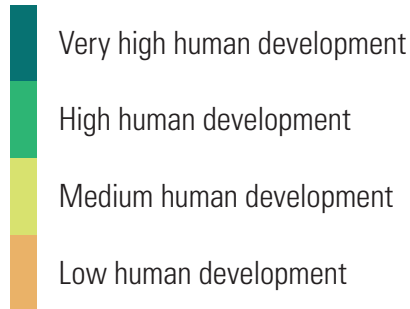 Very high human development
High human development
Medium human development
Low human development